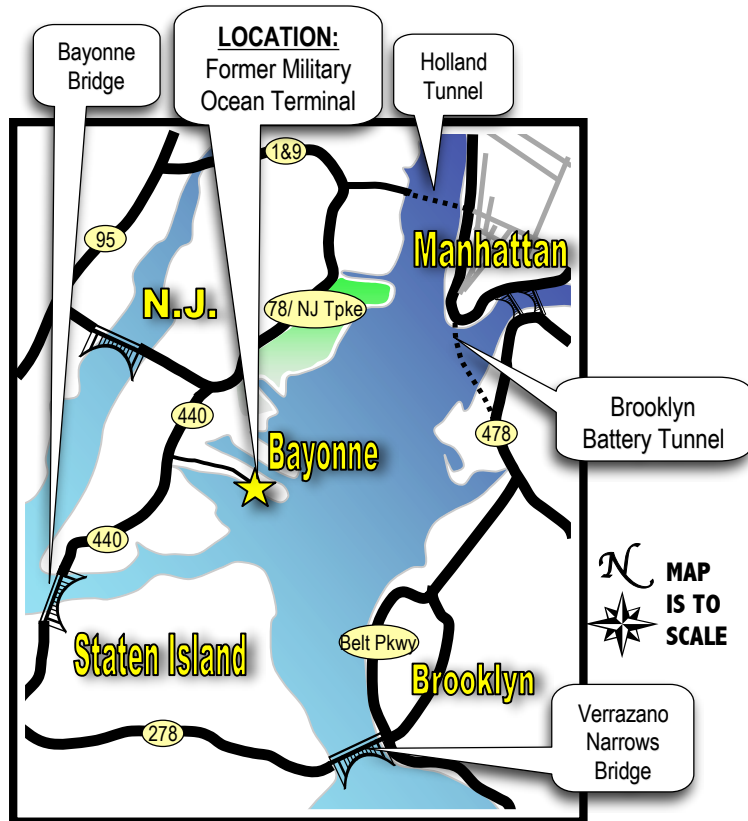 Bayonne
Bridge
LOCATION:
Former Military
Ocean Terminal
Holland
Tunnel
1&9
95
Manhattan
N.J.
78/ NJ Tpke
440
Bayonne
478
Brooklyn
Battery Tunnel
440
N
MAP
IS TO
SCALE
Staten Island
Belt Pkwy
Brooklyn
278
Verrazano
Narrows
Bridge